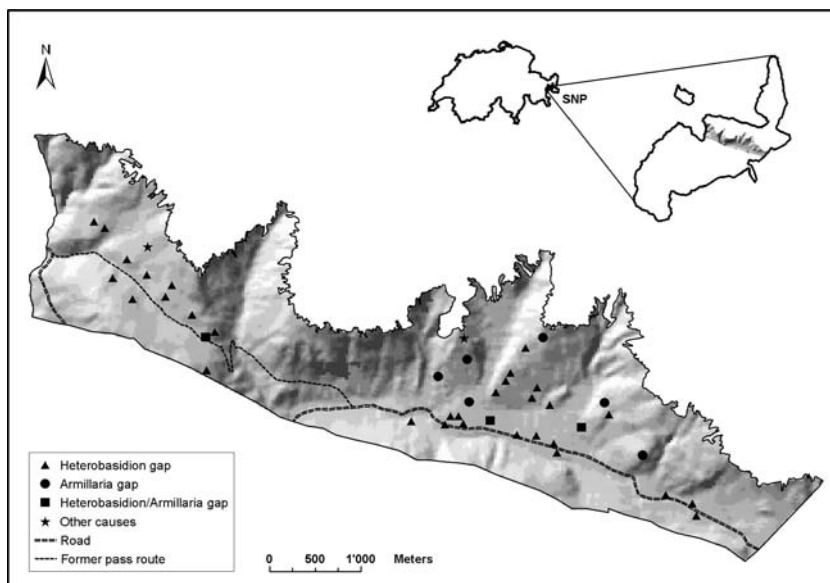 N
SNP
Heterobasidion gap
Armillaria gap
Heterobasidion/Armillaria gap
Other causes
Road
Former pass route
0 500 1'000 Meters